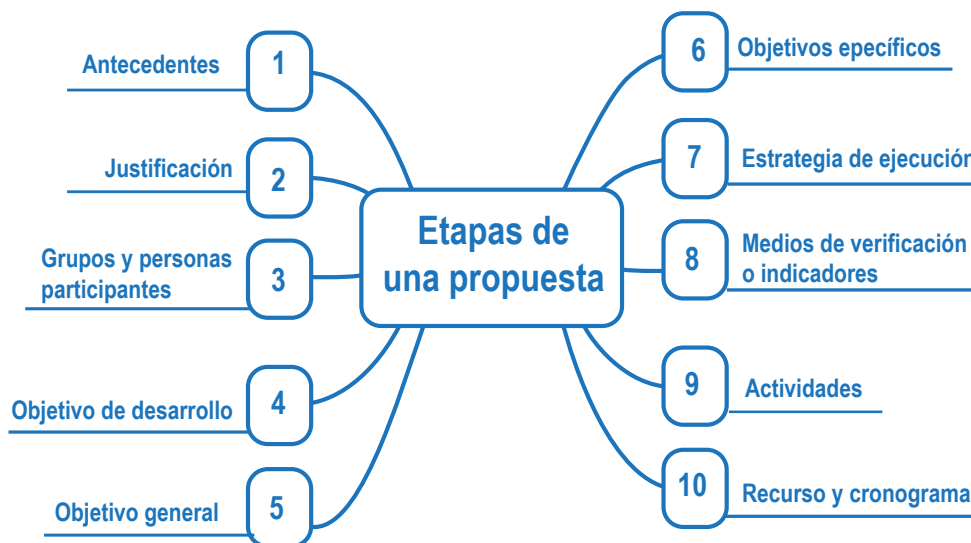 Etapas de
una propuesta
1
Antecedentes
2
Justificación
3
Grupos y personas
participantes
4
Objetivo de desarrollo
5
Objetivo general
6
Objetivos epecíficos
7
Estrategia de ejecución
8
Medios de verificación
o indicadores
9
Actividades
10
Recurso y cronograma